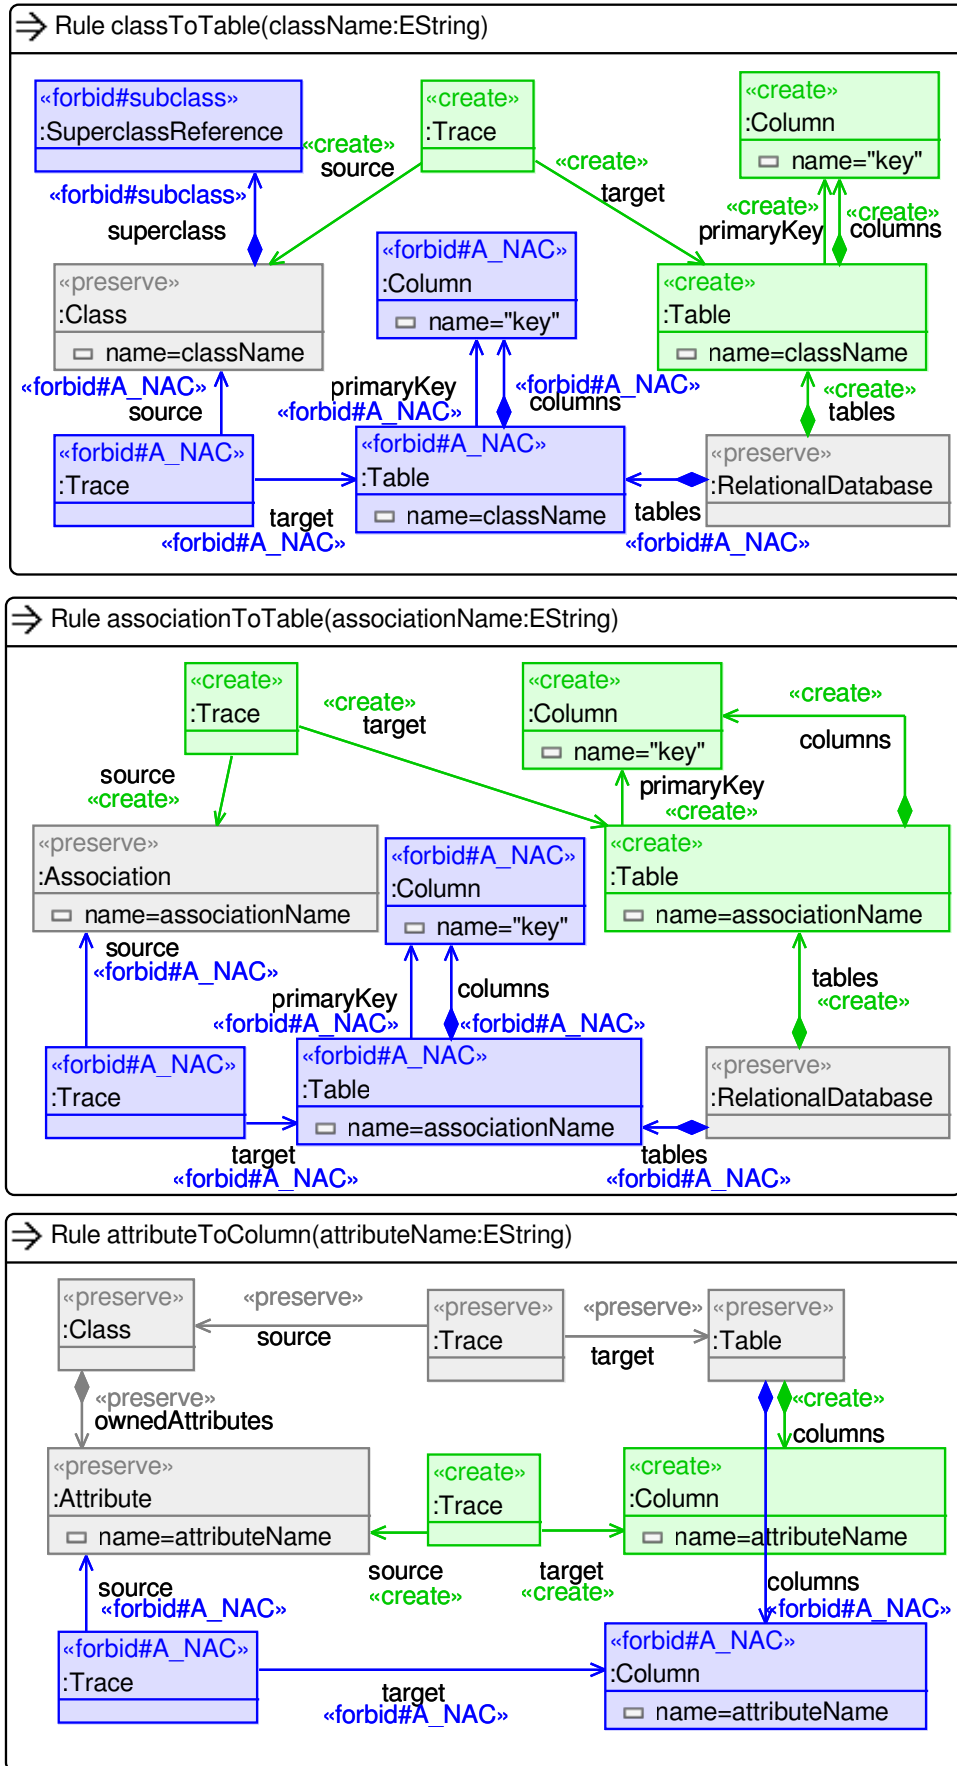 Rule classToTable(className:EString)
«forbid#subclass»
:SuperclassReference
«create»
:Trace
«create»
:Column
name="key"
«create»
source
«create»
target
«forbid#subclass»
superclass
«create»
primaryKey
«create»
columns
«forbid#A_NAC»
:Column
name="key"
«preserve»
:Class
name=className
«create»
:Table
name=className
«forbid#A_NAC»
source
primaryKey
«forbid#A_NAC»
«forbid#A_NAC»
columns
«create»
tables
«forbid#A_NAC»
:Trace
«forbid#A_NAC»
:Table
name=className
«preserve»
:RelationalDatabase
target
«forbid#A_NAC»
tables
«forbid#A_NAC»
Rule associationToTable(associationName:EString)
«create»
:Trace
«create»
target
«create»
:Column
name="key"
«create»
columns
source
«create»
primaryKey
«create»
«preserve»
:Association
name=associationName
«forbid#A_NAC»
:Column
name="key"
«create»
:Table
name=associationName
source
«forbid#A_NAC»
primaryKey
«forbid#A_NAC»
columns
«forbid#A_NAC»
tables
«create»
«forbid#A_NAC»
:Trace
«forbid#A_NAC»
:Table
name=associationName
«preserve»
:RelationalDatabase
target
«forbid#A_NAC»
tables
«forbid#A_NAC»
Rule attributeToColumn(attributeName:EString)
«preserve»
:Class
«preserve»
source
«preserve»
:Trace
«preserve»
target
«preserve»
:Table
«preserve»
ownedAttributes
«create»
columns
«preserve»
:Attribute
name=attributeName
«create»
:Trace
«create»
:Column
name=attributeName
source
«create»
target
«create»
source
«forbid#A_NAC»
columns
«forbid#A_NAC»
«forbid#A_NAC»
:Trace
target
«forbid#A_NAC»
«forbid#A_NAC»
:Column
name=attributeName